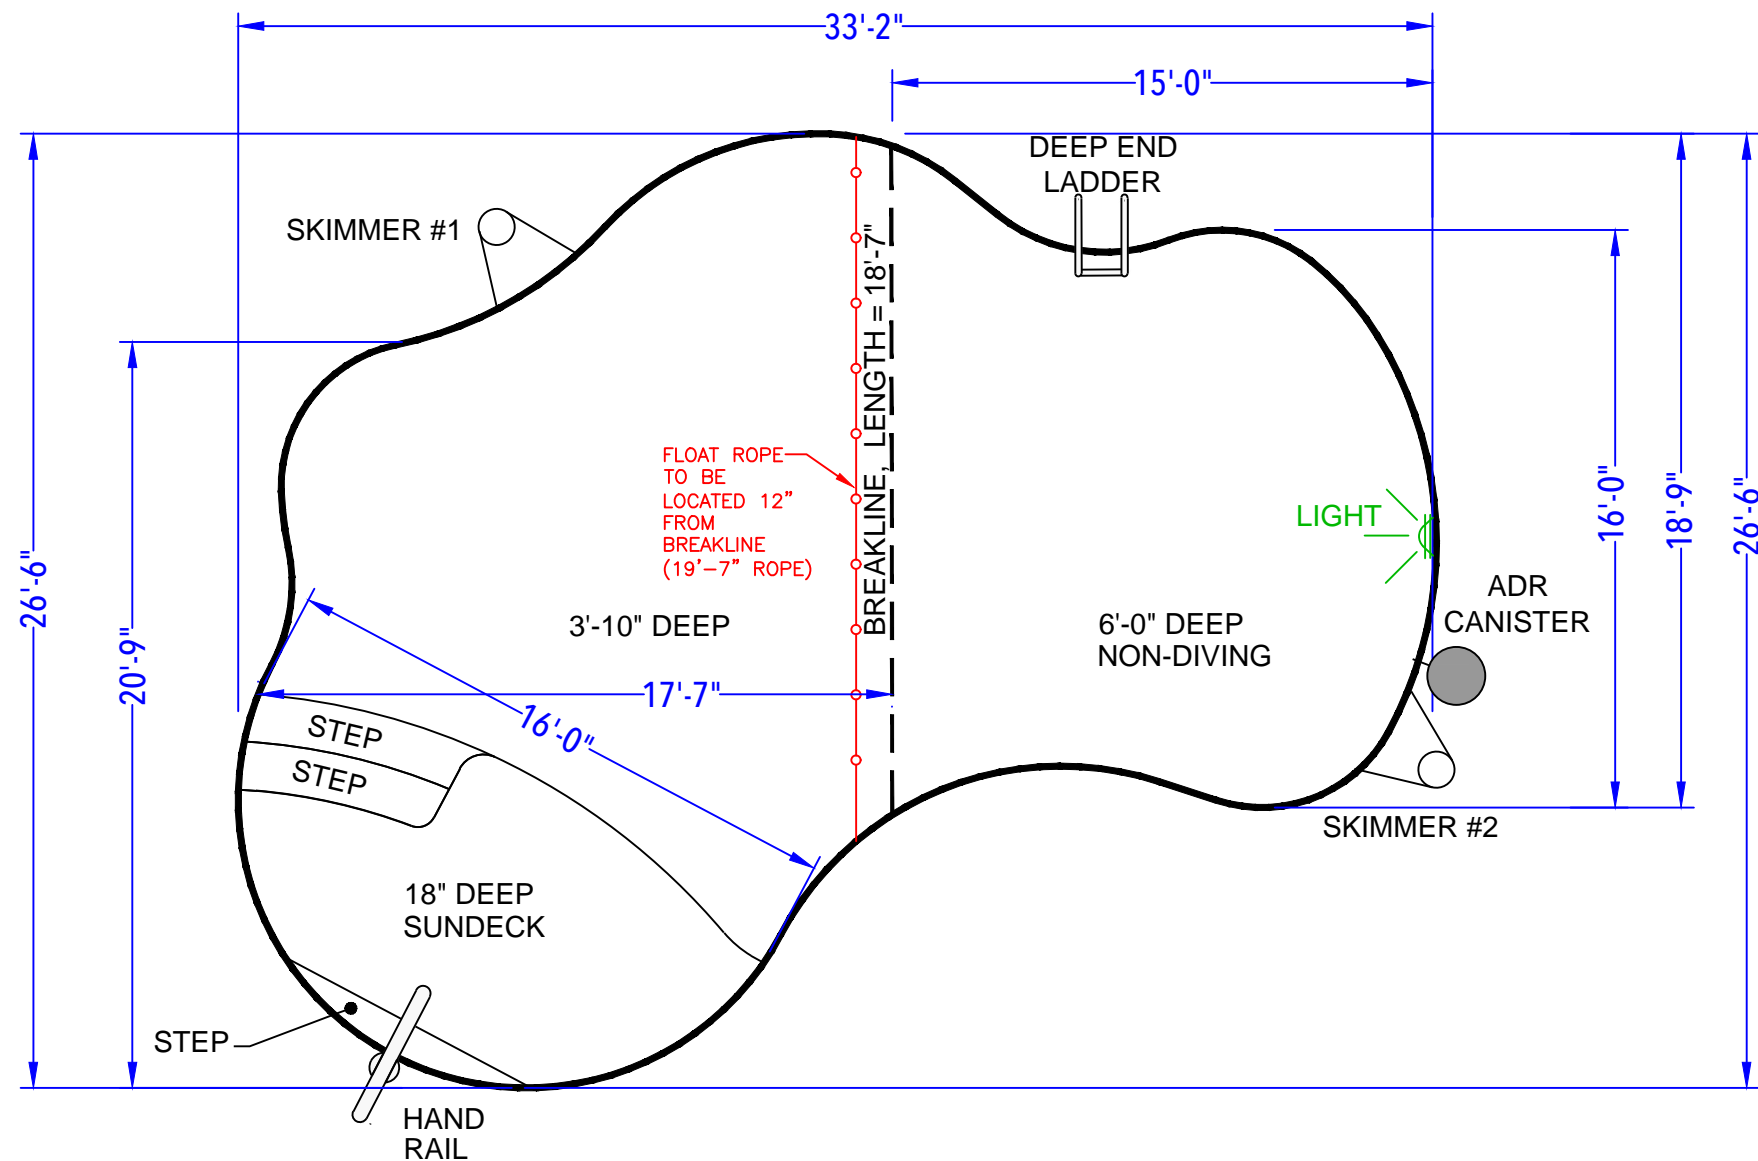 33'-2"
15'-0"
DEEP END
LADDER
SKIMMER #1
BREAKLINE, LENGTH = 18'-7"
FLOAT ROPE
TO BE
LOCATED 12”
FROM
BREAKLINE
(19’–7” ROPE)
LIGHT
16'-0"
18'-9"
26'-6"
26'-6"
20'-9"
ADR
CANISTER
3'-10" DEEP
6'-0" DEEP
NON-DIVING
17'-7"
16'-0"
STEP
STEP
SKIMMER #2
18" DEEP
SUNDECK
STEP
HAND
RAIL